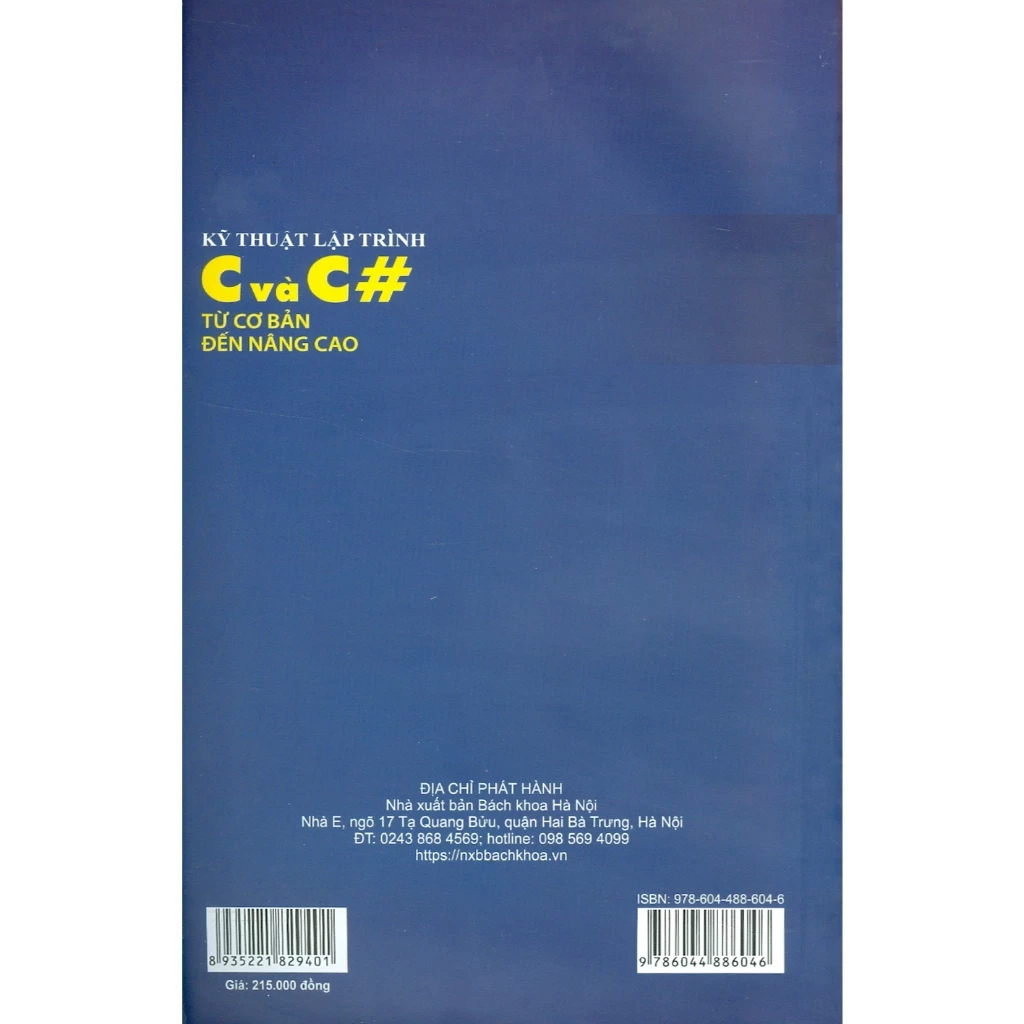 KỸ THUẬT LẬP TRÌNH
C và C#
TỪ CƠ BẢN
ĐẾN NÂNG CAO
ĐỊA CHỈ PHÁT HÀNH
Nhà xuất bản Bách khoa Hà Nội
Nhà E, ngõ 17 Tạ Quang Bửu, quận Hai Bà Trưng, Hà Nội
ĐT: 0243 868 4569; hotline: 098 569 4099
https://nxbbachkhoa.vn
ISBN: 978-604-488-604-6
8 935221 829401
9 786044 886046
Giá: 215.000 đồng